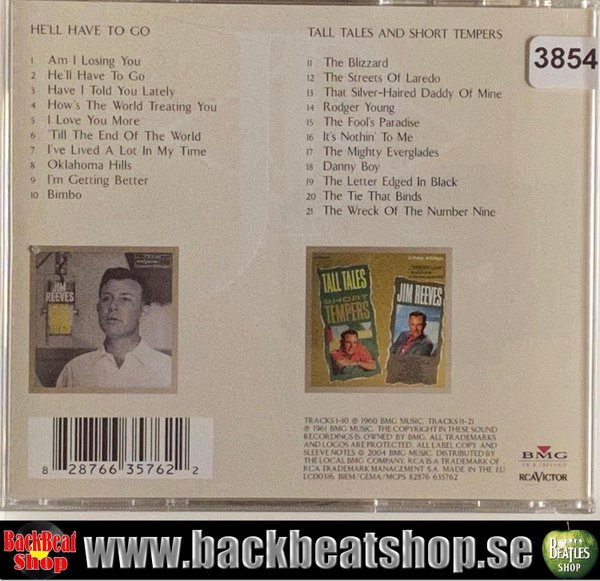 HE'LL HAVE TO GO
1 Am I Losing You
2 He'll Have To Go
3 Have I Told You Lately
4 How's The World Treating You
5 I Love You More
6 'Till The End Of The World
7 I've Lived A Lot In My Time
8 Oklahoma Hills
9 I'm Getting Better
10 Bimbo
TALL TALES AND SHORT TEMPERS
11 The Blizzard
12 The Streets Of Laredo
13 That Silver-Haired Daddy Of Mine
14 Rodger Young
15 The Fool's Paradise
16 It's Nothin' To Me
17 The Mighty Everglades
18 Danny Boy
19 The Letter Edged In Black
20 The Tie That Binds
21 The Wreck Of The Number Nine
3854
JIM
REEVES
TALL TALES
SHORT
TEMPERS
JIM REEVES
8 28766 35762 2
TRACKS 1-10 ℗ 1960 BMG MUSIC. TRACKS 11-21
℗ 1961 BMG MUSIC. THE COPYRIGHT IN THESE SOUND
RECORDINGS IS OWNED BY BMG. ALL TRADEMARKS
AND LOGOS ARE PROTECTED. ALL LABEL COPY AND
SLEEVE NOTES © 2004 BMG MUSIC. DISTRIBUTED BY
THE LOCAL BMG COMPANY. RCA IS A TRADEMARK OF
RCA TRADEMARK MANAGEMENT S.A. MADE IN THE E.U.
LC00316. BIEM/GEMA/MCPS 82876 635762
BMG
UK & IRELAND
RCA VICTOR
BackBeat
Shop
www.backbeatshop.se
BEATLES
SHOP